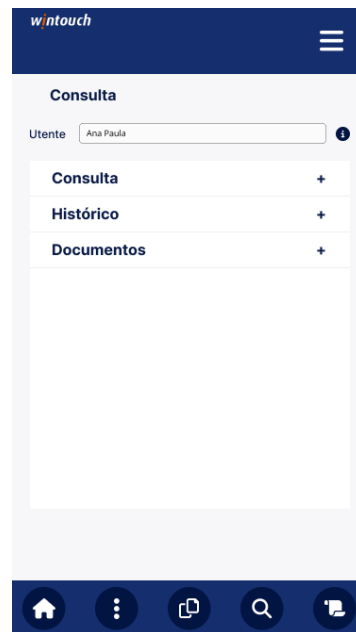 wintouch
Consulta
Utente Ana Paula
Consulta +
Histórico +
Documentos +